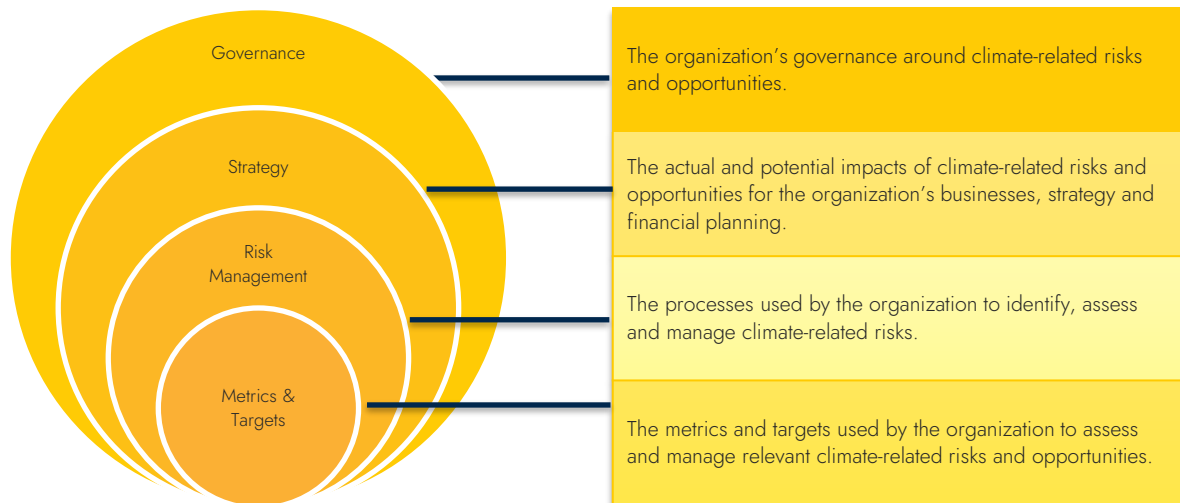 Governance
The organization’s governance around climate-related risks
and opportunities.
Strategy
The actual and potential impacts of climate-related risks and
opportunities for the organization’s businesses, strategy and
financial planning.
Risk
Management
The processes used by the organization to identify, assess
and manage climate-related risks.
Metrics &
Targets
The metrics and targets used by the organization to assess
and manage relevant climate-related risks and opportunities.